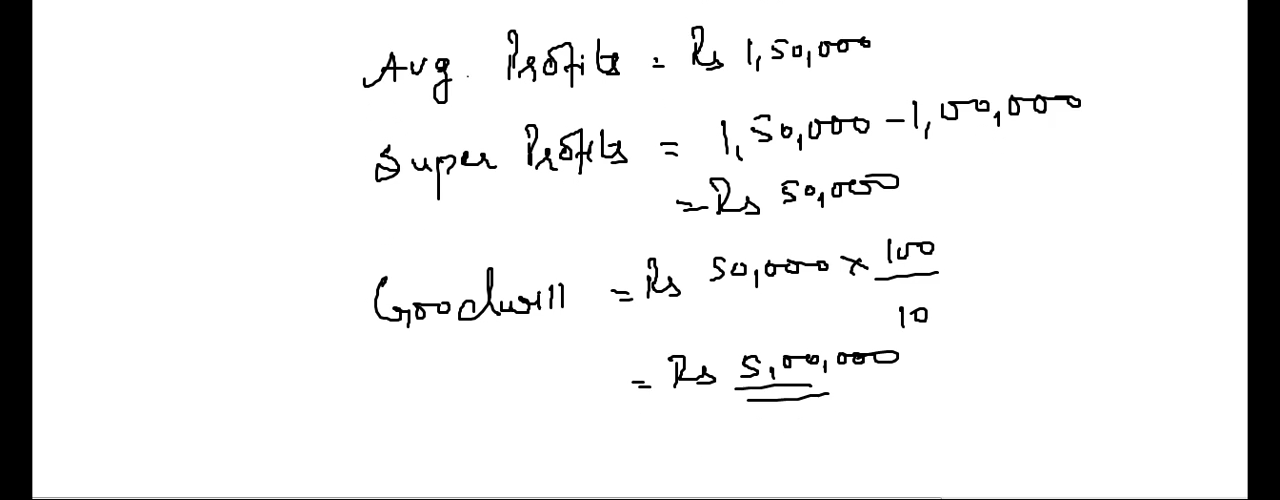 Avg. Profits = Rs 1,50,000
Super Profits = 1,50,000 - 1,00,000
= Rs 50,000
Goodwill = Rs 50,000 × 100/10
= Rs 5,00,000